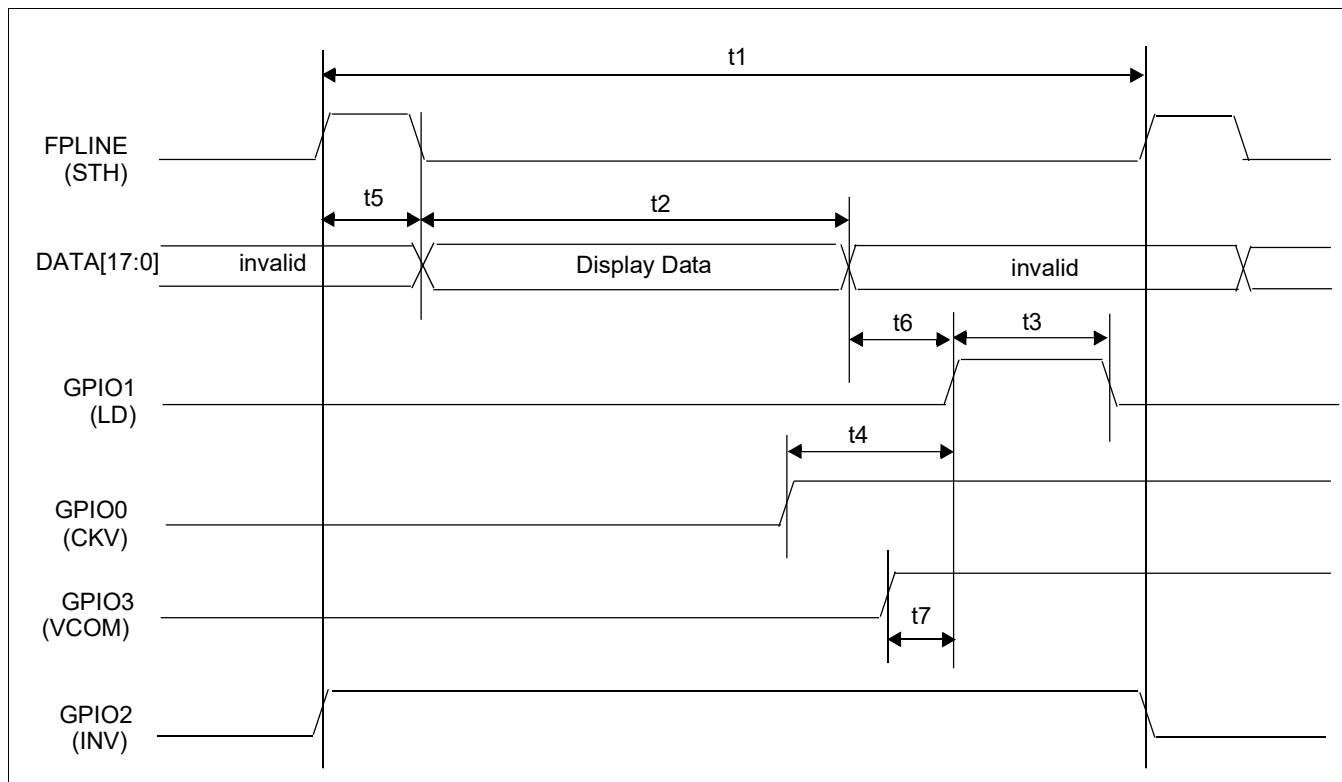 t1
FPLINE
(STH)
t5
t2
DATA[17:0]
invalid
Display Data
invalid
t6
t3
GPIO1
(LD)
t4
GPIO0
(CKV)
GPIO3
(VCOM)
t7
GPIO2
(INV)